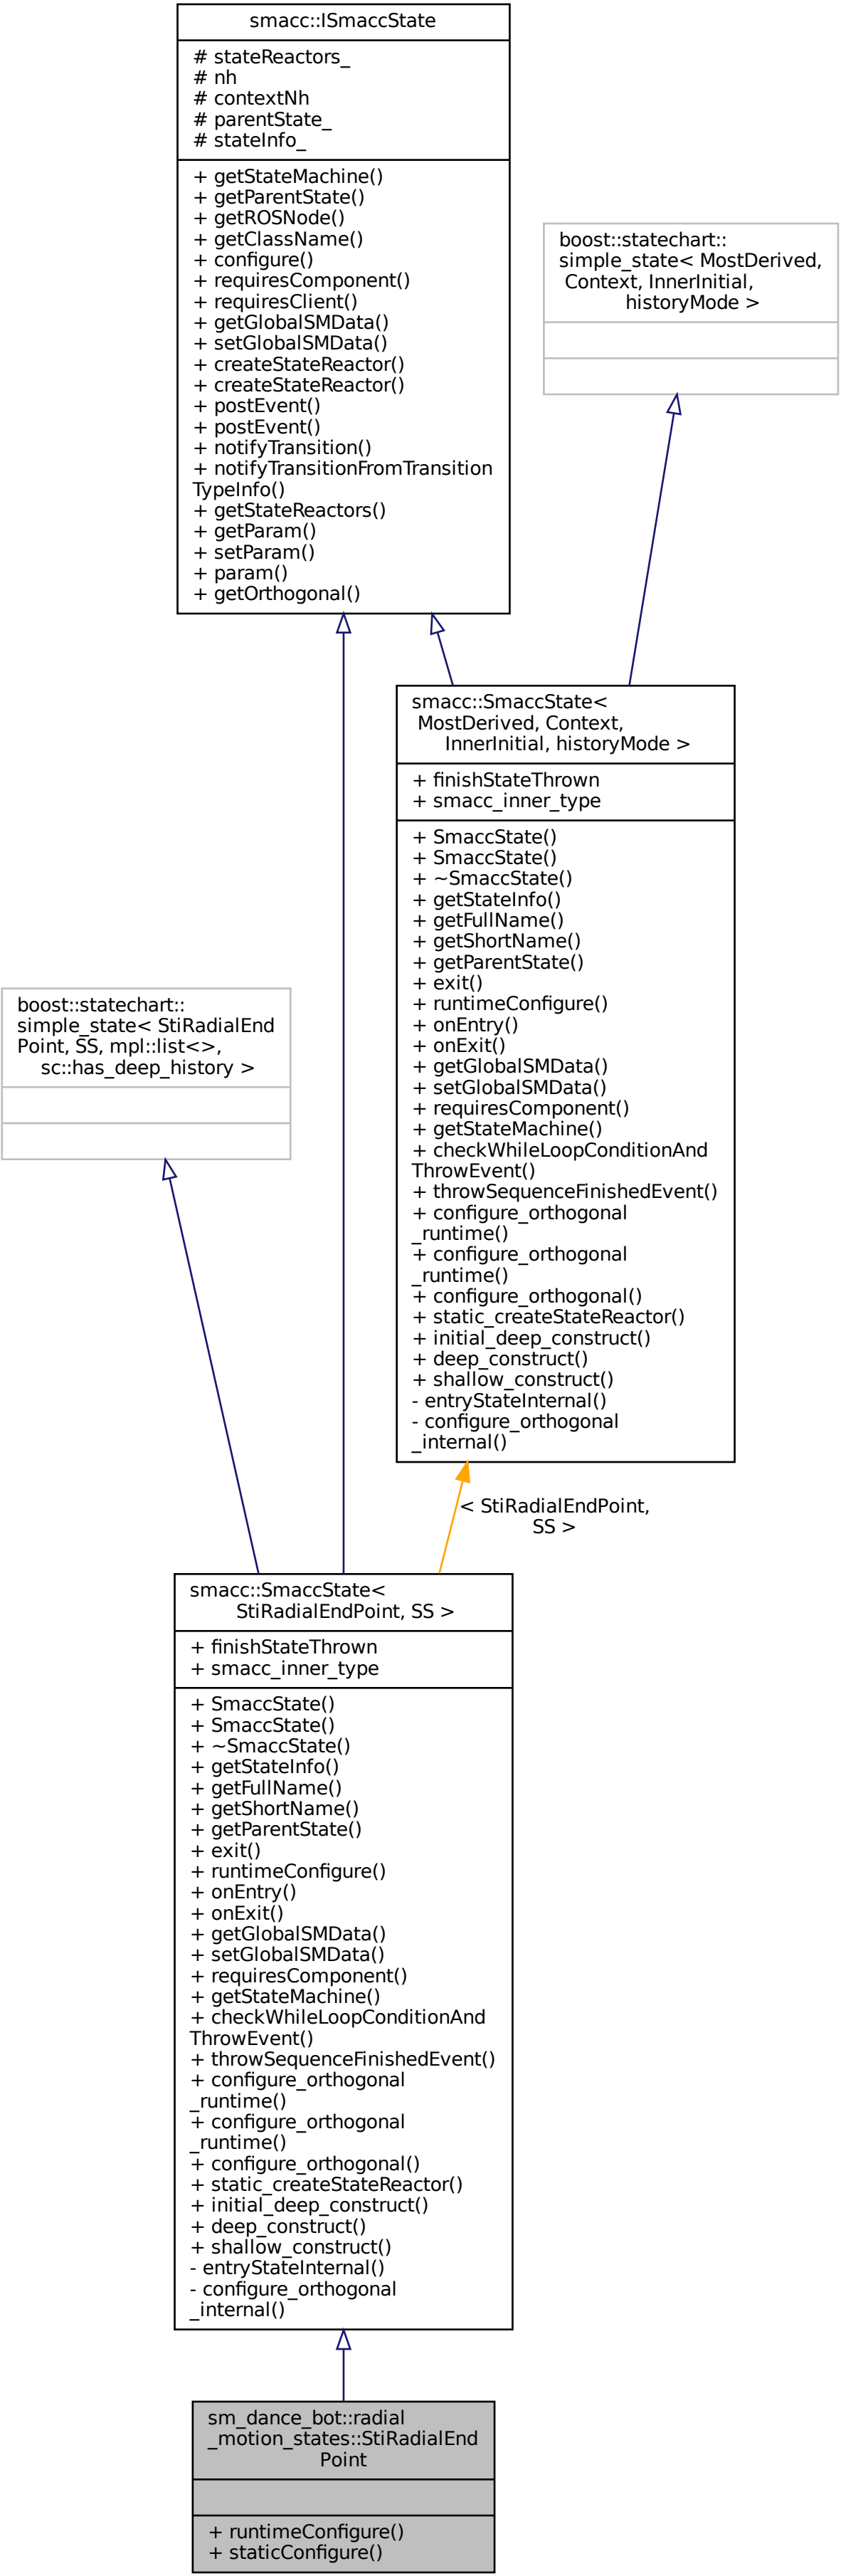 smacc::ISmaccState
# stateReactors_
# nh
# contextNh
# parentState_
# stateInfo_
+ getStateMachine()
+ getParentState()
+ getROSNode()
+ getClassName()
+ configure()
+ requiresComponent()
+ requiresClient()
+ getGlobalSMData()
+ setGlobalSMData()
+ createStateReactor()
+ createStateReactor()
+ postEvent()
+ postEvent()
+ notifyTransition()
+ notifyTransitionFromTransition
TypeInfo()
+ getStateReactors()
+ getParam()
+ setParam()
+ param()
+ getOrthogonal()
boost::statechart::
simple_state< MostDerived,
Context, InnerInitial,
historyMode >
smacc::SmaccState<
MostDerived, Context,
InnerInitial, historyMode >
+ finishStateThrown
+ smacc_inner_type
+ SmaccState()
+ SmaccState()
+ ~SmaccState()
+ getStateInfo()
+ getFullName()
+ getShortName()
+ getParentState()
+ exit()
+ runtimeConfigure()
+ onEntry()
+ onExit()
+ getGlobalSMData()
+ setGlobalSMData()
+ requiresComponent()
+ getStateMachine()
+ checkWhileLoopConditionAnd
ThrowEvent()
+ throwSequenceFinishedEvent()
+ configure_orthogonal
_runtime()
+ configure_orthogonal
_runtime()
+ configure_orthogonal()
+ static_createStateReactor()
+ initial_deep_construct()
+ deep_construct()
+ shallow_construct()
- entryStateInternal()
- configure_orthogonal
_internal()
boost::statechart::
simple_state< StiRadialEnd
Point, SS, mpl::list<>,
sc::has_deep_history >
< StiRadialEndPoint,
SS >
smacc::SmaccState<
StiRadialEndPoint, SS >
+ finishStateThrown
+ smacc_inner_type
+ SmaccState()
+ SmaccState()
+ ~SmaccState()
+ getStateInfo()
+ getFullName()
+ getShortName()
+ getParentState()
+ exit()
+ runtimeConfigure()
+ onEntry()
+ onExit()
+ getGlobalSMData()
+ setGlobalSMData()
+ requiresComponent()
+ getStateMachine()
+ checkWhileLoopConditionAnd
ThrowEvent()
+ throwSequenceFinishedEvent()
+ configure_orthogonal
_runtime()
+ configure_orthogonal
_runtime()
+ configure_orthogonal()
+ static_createStateReactor()
+ initial_deep_construct()
+ deep_construct()
+ shallow_construct()
- entryStateInternal()
- configure_orthogonal
_internal()
sm_dance_bot::radial
_motion_states::StiRadialEnd
Point
+ runtimeConfigure()
+ staticConfigure()